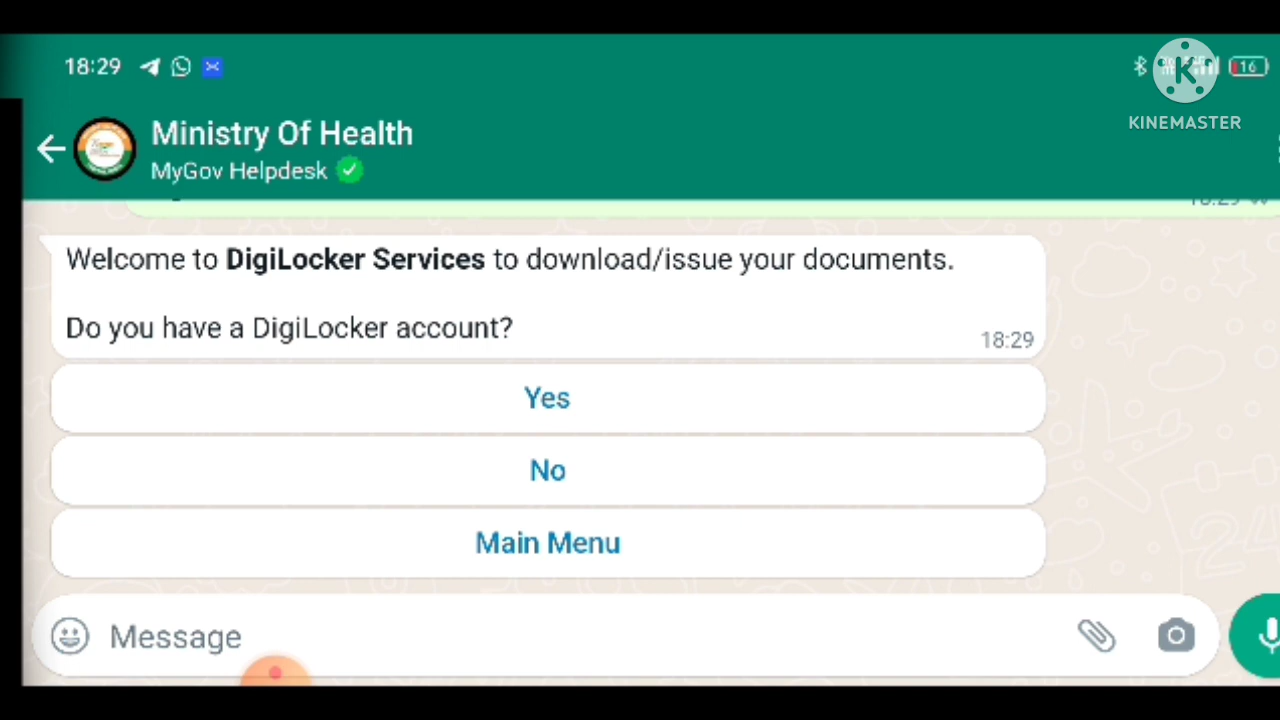 18:29
16
KINEMASTER
Ministry Of Health
MyGov Helpdesk
Welcome to DigiLocker Services to download/issue your documents.
Do you have a DigiLocker account?
18:29
Yes
No
Main Menu
Message